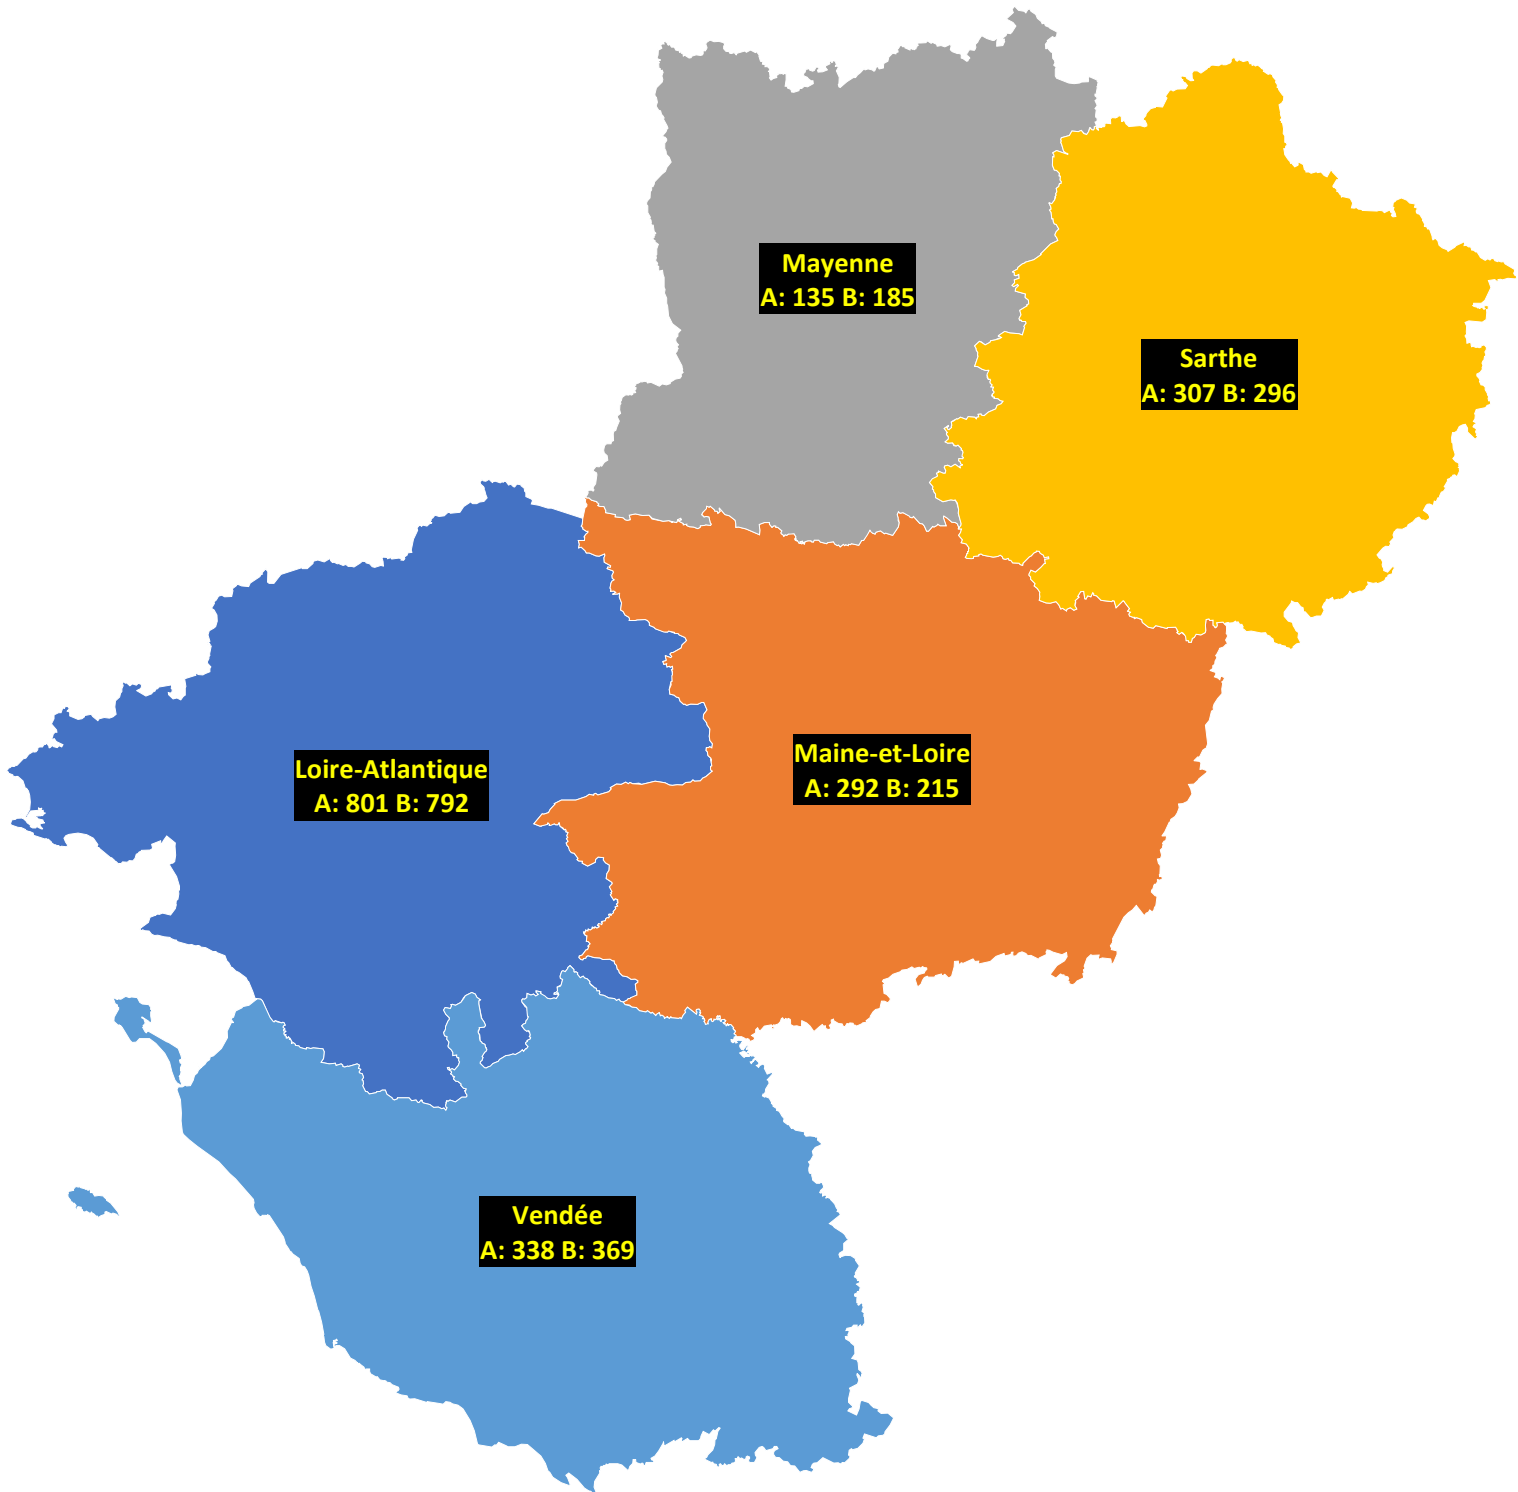 Mayenne
A: 135 B: 185
Sarthe
A: 307 B: 296
Loire-Atlantique
A: 801 B: 792
Maine-et-Loire
A: 292 B: 215
Vendée
A: 338 B: 369